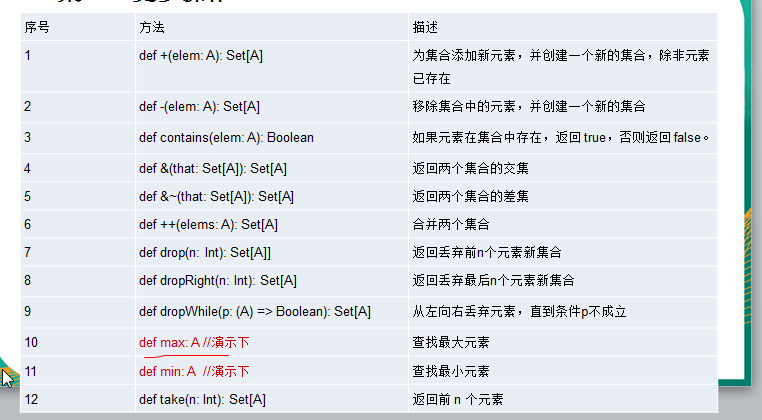 序号 方法 描述
1 def +(elem: A): Set[A] 为集合添加新元素，并创建一个新的集合，除非元素
已存在
2 def -(elem: A): Set[A] 移除集合中的元素，并创建一个新的集合
3 def contains(elem: A): Boolean 如果元素在集合中存在，返回 true，否则返回 false。
4 def &(that: Set[A]): Set[A] 返回两个集合的交集
5 def &~(that: Set[A]): Set[A] 返回两个集合的差集
6 def ++(elems: A): Set[A] 合并两个集合
7 def drop(n: Int): Set[A]] 返回丢弃前n个元素新集合
8 def dropRight(n: Int): Set[A] 返回丢弃最后n个元素新集合
9 def dropWhile(p: (A) => Boolean): Set[A] 从左向右丢弃元素，直到条件p不成立
10 def max: A //演示下 查找最大元素
11 def min: A //演示下 查找最小元素
12 def take(n: Int): Set[A] 返回前 n 个元素